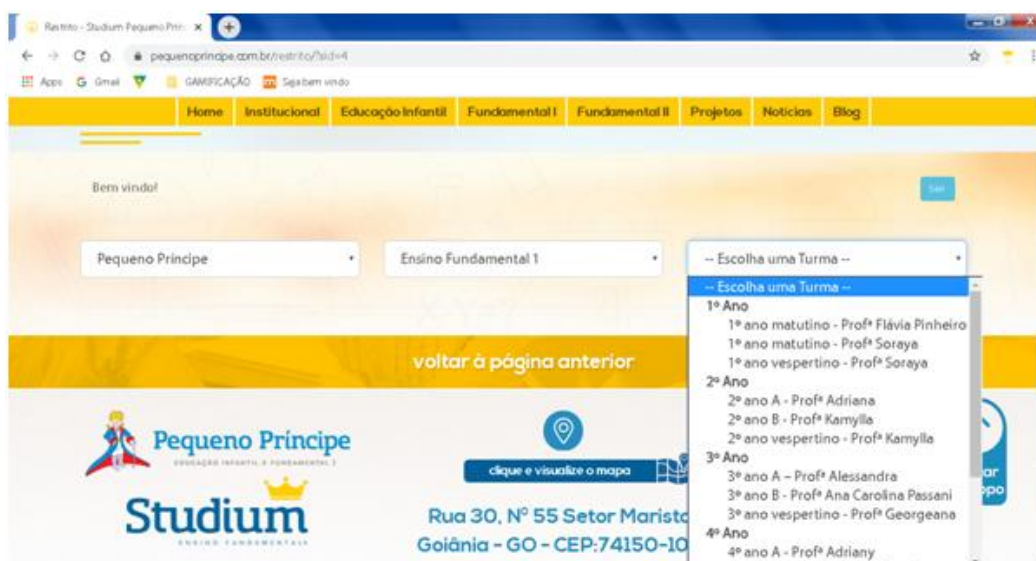 Restrito - Studium Pequeno Prín
pequenoprincipe.com.br/restrito/?sid=4
Apps
Gmail
GAMIFICAÇÃO
Seja bem vindo
Home
Institucional
Educação Infantil
Fundamental I
Fundamental II
Projetos
Notícias
Blog
Bem vindo!
Sair
Pequeno Príncipe
Ensino Fundamental 1
-- Escolha uma Turma --
-- Escolha uma Turma --
1º Ano
1º ano matutino - Profª Flávia Pinheiro
1º ano matutino - Profª Soraya
1º ano vespertino - Profª Soraya
2º Ano
2º ano A - Profª Adriana
2º ano B - Profª Kamylla
2º ano vespertino - Profª Kamylla
3º Ano
3º ano A – Profª Alessandra
3º ano B - Profª Ana Carolina Passani
3º ano vespertino - Profª Georgeana
4º Ano
4º ano A - Profª Adriany
voltar à página anterior
Pequeno Príncipe
EDUCAÇÃO INFANTIL E FUNDAMENTAL I
Studium
ENSINO FUNDAMENTAL
clique e visualize o mapa
Rua 30, Nº 55 Setor Marista
Goiânia - GO - CEP:74150-10
ar
opo